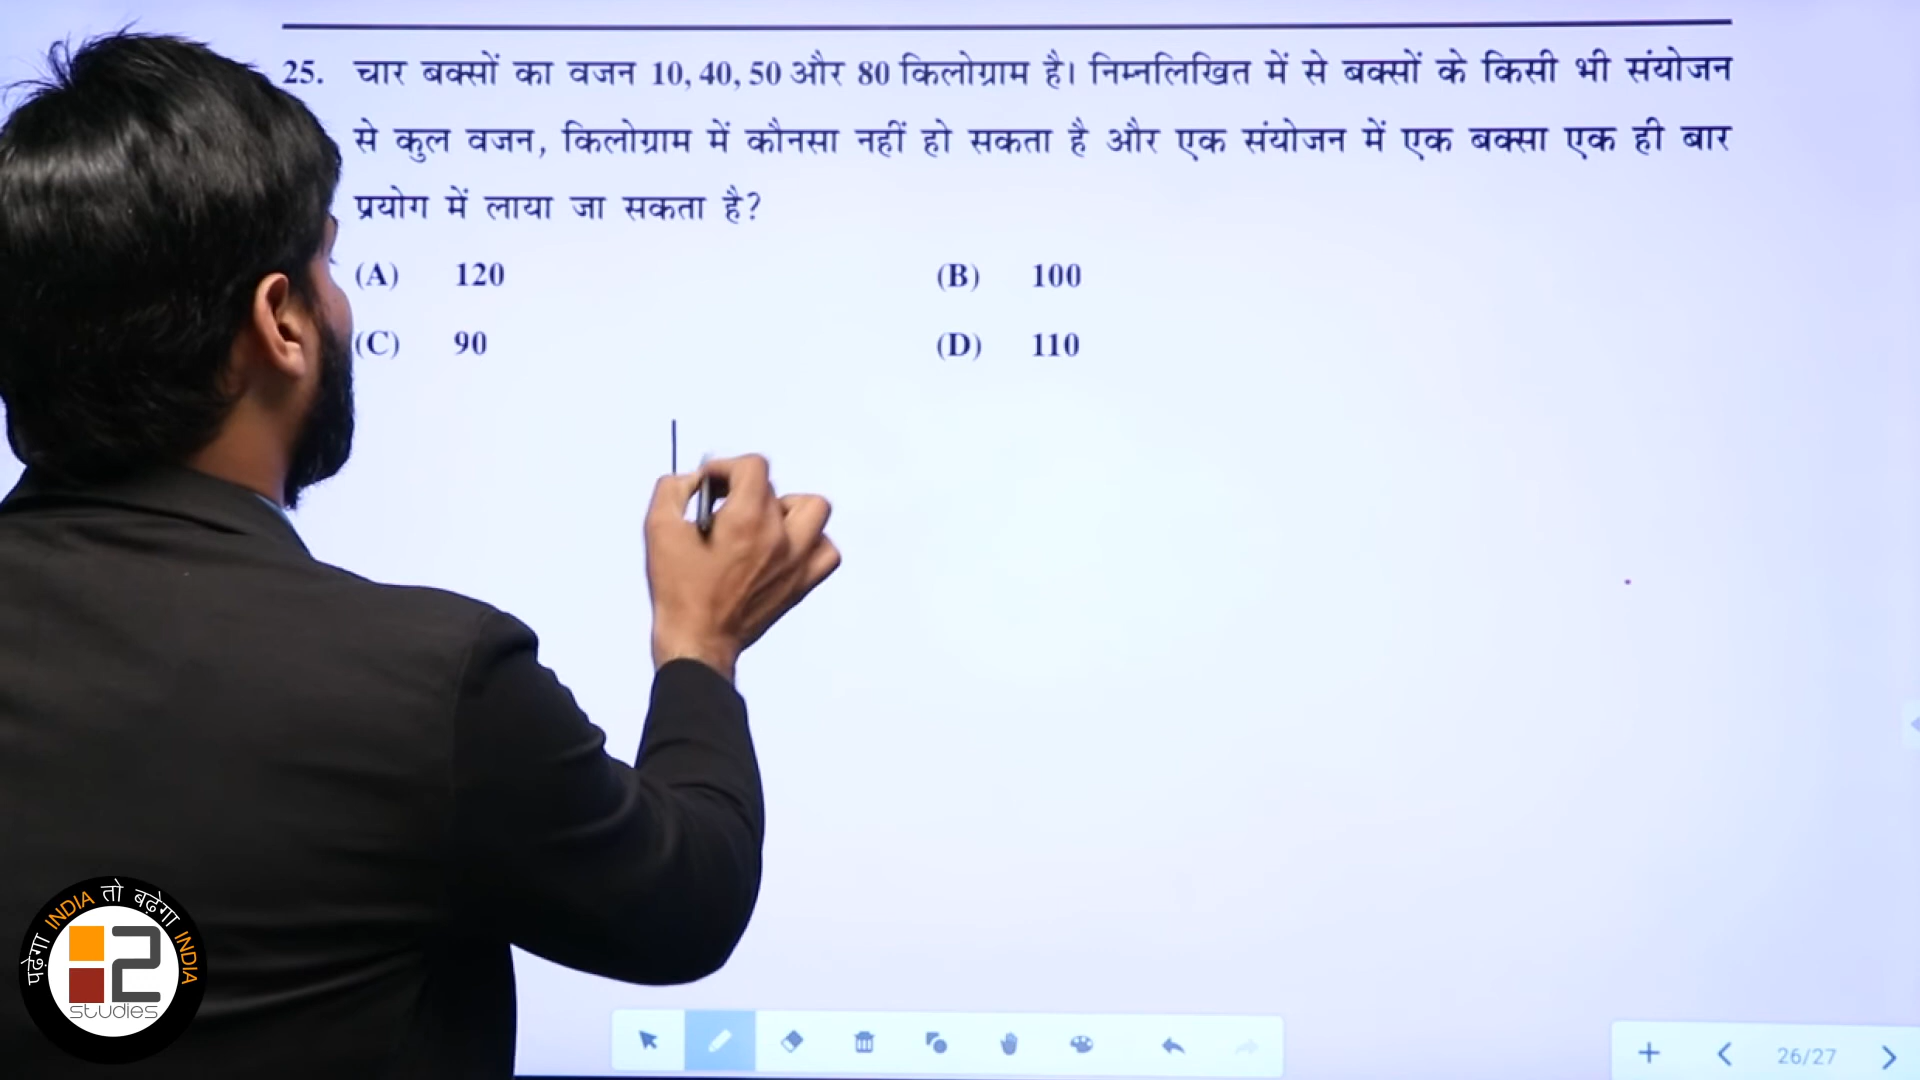 25. चार बक्सों का वजन 10, 40, 50 और 80 किलोग्राम है। निम्नलिखित में से बक्सों के किसी भी संयोजन
से कुल वजन, किलोग्राम में कौनसा नहीं हो सकता है और एक संयोजन में एक बक्सा एक ही बार
प्रयोग में लाया जा सकता है?
(A) 120 (B) 100
(C) 90 (D) 110
पढ़ेगा INDIA तो बढ़ेगा INDIA
i2
studies
26/27